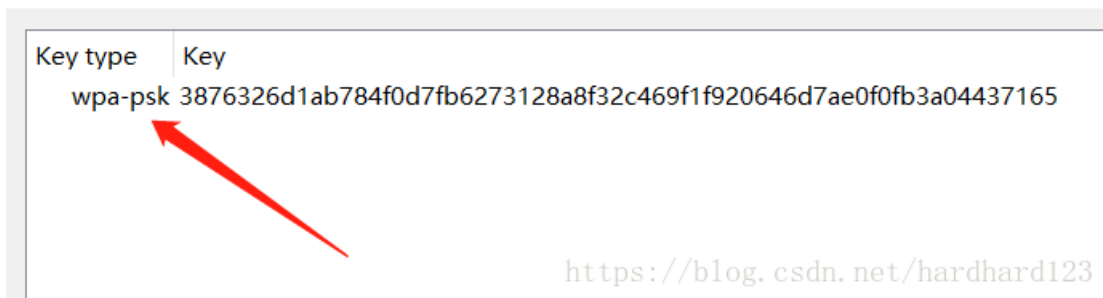 Key type Key
wpa-psk 3876326d1ab784f0d7fb6273128a8f32c469f1f920646d7ae0f0fb3a04437165
https://blog.csdn.net/hardhard123